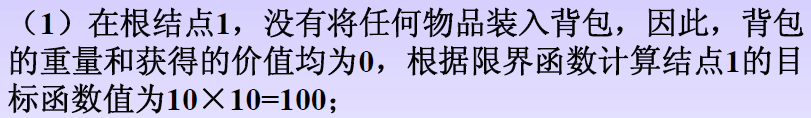 （1）在根结点1，没有将任何物品装入背包，因此，背包
的重量和获得的价值均为0，根据限界函数计算结点1的目
标函数值为10×10=100；